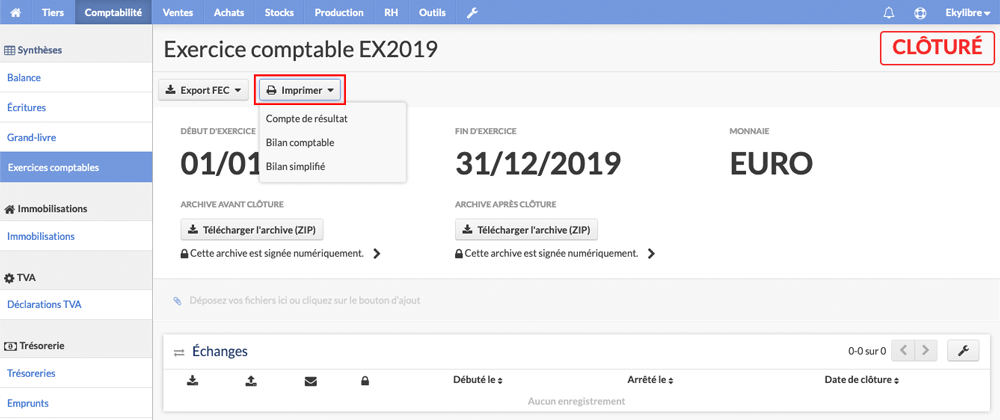 Tiers Comptabilité Ventes Achats Stocks Production RH Outils Ekylibre
Synthèses
Balance
Écritures
Grand-livre
Exercices comptables
Immobilisations
Immobilisations
TVA
Déclarations TVA
Trésorerie
Trésoreries
Emprunts
Exercice comptable EX2019
CLÔTURÉ
Export FEC Imprimer
Compte de résultat
Bilan comptable
Bilan simplifié
DÉBUT D'EXERCICE FIN D'EXERCICE MONNAIE
01/01 31/12/2019 EURO
ARCHIVE AVANT CLÔTURE ARCHIVE APRÈS CLÔTURE
Télécharger l'archive (ZIP) Télécharger l'archive (ZIP)
Cette archive est signée numériquement. Cette archive est signée numériquement.
Déposez vos fichiers ici ou cliquez sur le bouton d'ajout
Échanges 0-0 sur 0
Débuté le Arrêté le Date de clôture
Aucun enregistrement